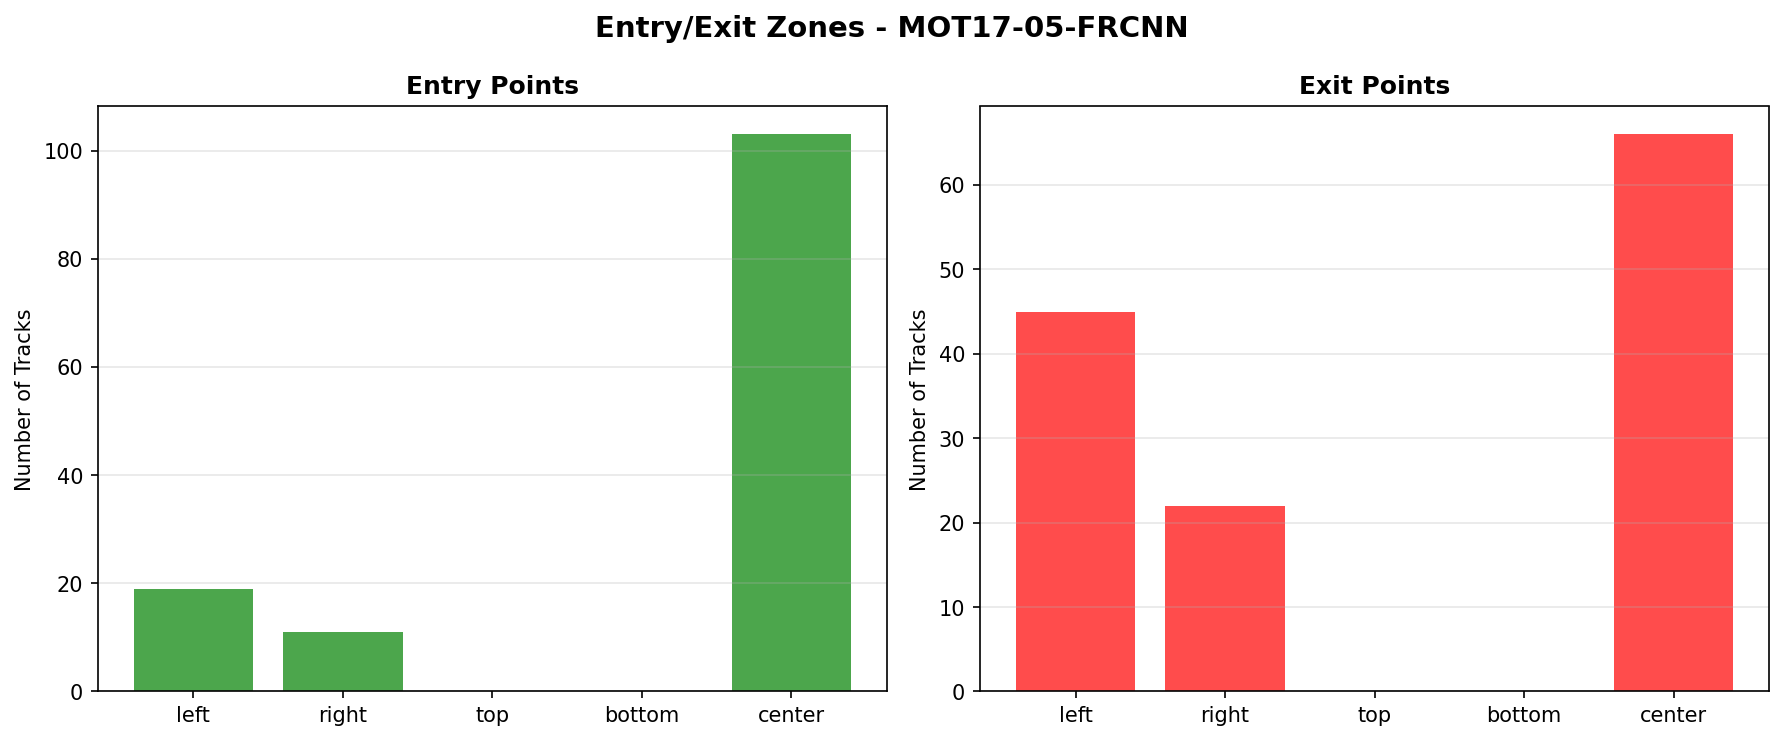 Entry/Exit Zones - MOT17-05-FRCNN
Entry Points
Number of Tracks
100
80
60
40
20
0
left right top bottom center
Exit Points
Number of Tracks
60
50
40
30
20
10
0
left right top bottom center